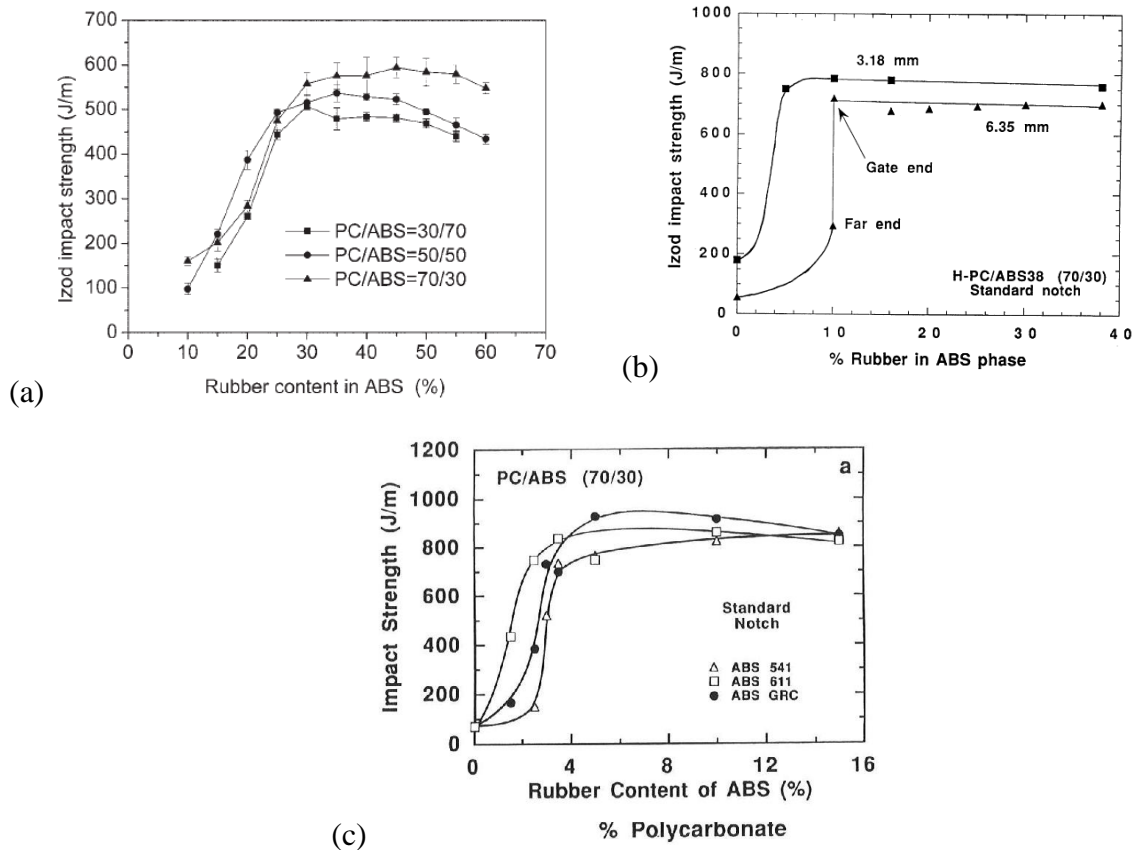 600
500
400
300
200
100
0
Izod impact strength (J/m)
PC/ABS=30/70
PC/ABS=50/50
PC/ABS=70/30
0 10 20 30 40 50 60 70
Rubber content in ABS (%)
(a)
1000
800
600
400
200
0
Izod impact strength (J/m)
3.18 mm
6.35 mm
Gate end
Far end
H-PC/ABS38 (70/30)
Standard notch
0 10 20 30 40
% Rubber in ABS phase
(b)
1200
1000
800
600
400
200
0
Impact Strength (J/m)
PC/ABS (70/30)
a
Standard
Notch
ABS 541
ABS 611
ABS GRC
0 4 8 12 16
Rubber Content of ABS (%)
% Polycarbonate
(c)